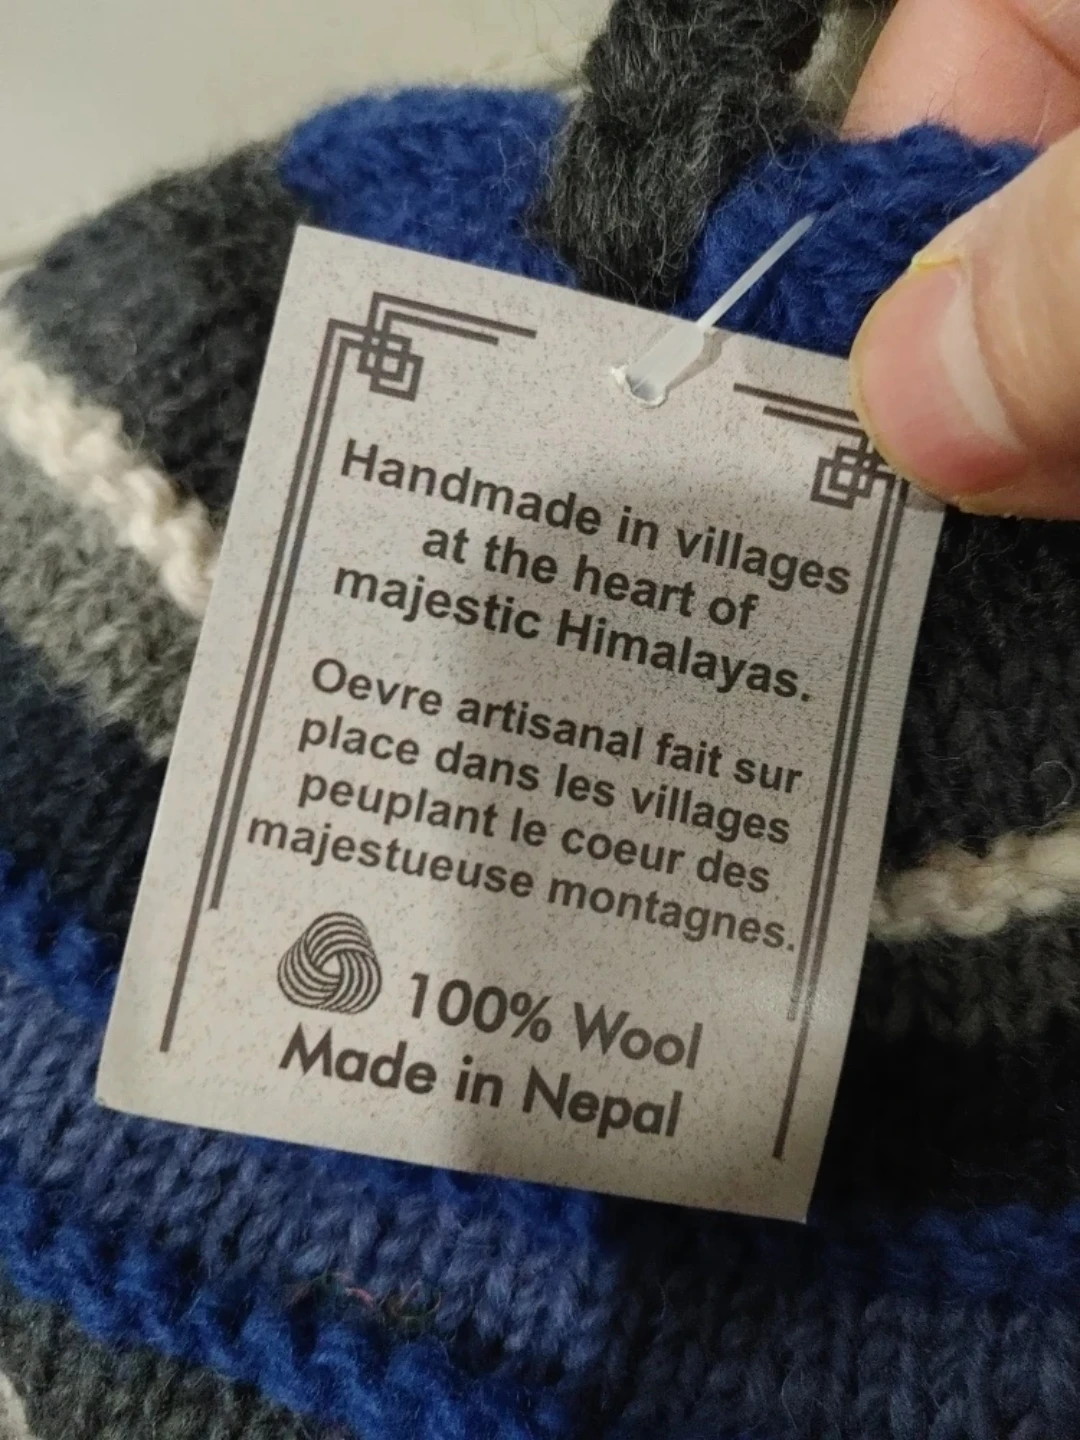 Handmade in villages
at the heart of
majestic Himalayas.
Oevre artisanal fait sur
place dans les villages
peuplant le coeur des
majestueuse montagnes.
100% Wool
Made in Nepal